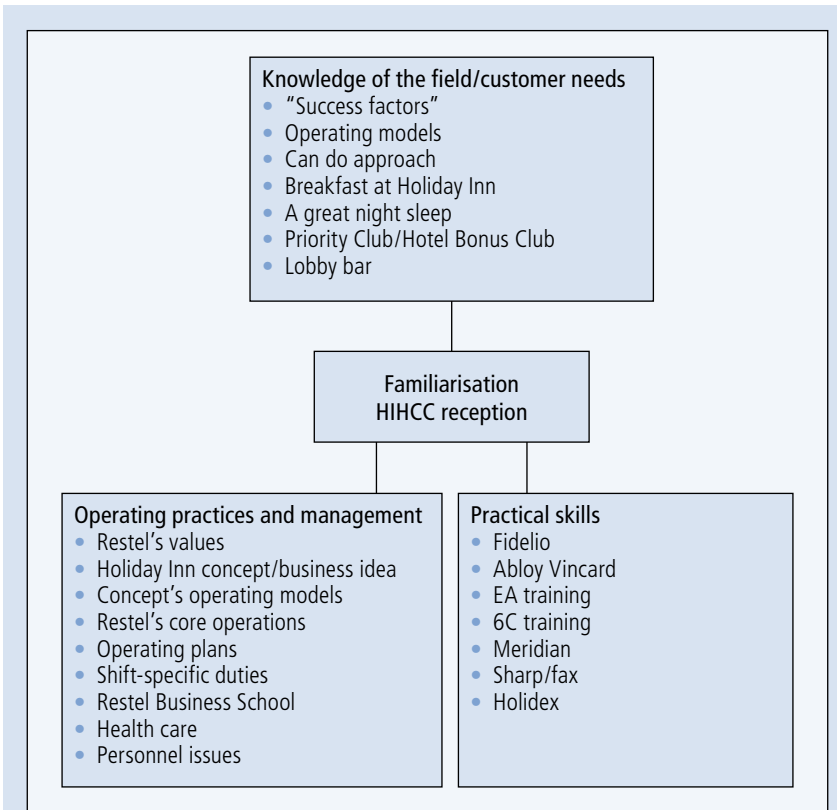 Knowledge of the field/customer needs
• "Success factors"
• Operating models
• Can do approach
• Breakfast at Holiday Inn
• A great night sleep
• Priority Club/Hotel Bonus Club
• Lobby bar
Familiarisation
HIHCC reception
Operating practices and management
• Restel's values
• Holiday Inn concept/business idea
• Concept's operating models
• Restel's core operations
• Operating plans
• Shift-specific duties
• Restel Business School
• Health care
• Personnel issues
Practical skills
• Fidelio
• Abloy Vincard
• EA training
• 6C training
• Meridian
• Sharp/fax
• Holidex